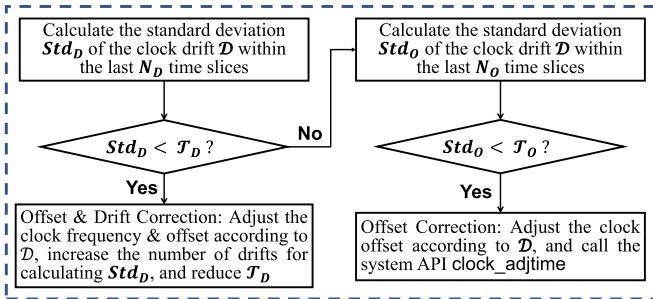 Calculate the standard deviation
Std_D of the clock drift 𝒟 within
the last N_D time slices
Std_D < 𝒯_D ?
No
Yes
Offset & Drift Correction: Adjust the
clock frequency & offset according to
𝒟, increase the number of drifts for
calculating Std_D, and reduce 𝒯_D
Calculate the standard deviation
Std_O of the clock drift 𝒟 within
the last N_O time slices
Std_O < 𝒯_O ?
Yes
Offset Correction: Adjust the clock
offset according to 𝒟, and call the
system API clock_adjtime